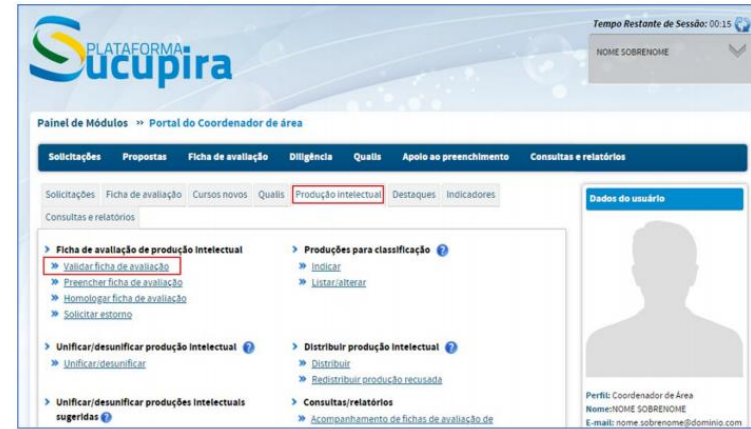 PLATAFORMA
Sucupira
Tempo Restante de Sessão: 00:15
NOME SOBRENOME
Painel de Módulos » Portal do Coordenador de área
Solicitações Propostas Ficha de avaliação Diligência Qualis Apoio ao preenchimento Consultas e relatórios
Solicitações Ficha de avaliação Cursos novos Qualis Produção intelectual Destaques Indicadores
Consultas e relatórios
Dados do usuário
Ficha de avaliação de produção intelectual
Validar ficha de avaliação
Preencher ficha de avaliação
Homologar ficha de avaliação
Solicitar estorno
Produções para classificação
Indicar
Listar/alterar
Unificar/desunificar produção intelectual
Unificar/desunificar
Distribuir produção intelectual
Distribuir
Redistribuir produção recusada
Unificar/desunificar produções intelectuais
sugeridas
Consultas/relatórios
Acompanhamento de fichas de avaliação de
Perfil: Coordenador de Área
Nome:NOME SOBRENOME
E-mail: nome.sobrenome@dominio.com